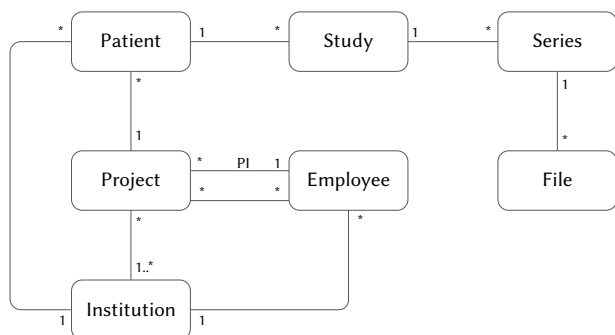 * Patient 1 * Study 1 * Series
* 1
1 *
* PI 1
Project Employee File
* *
* *
1..*
Institution
1 1